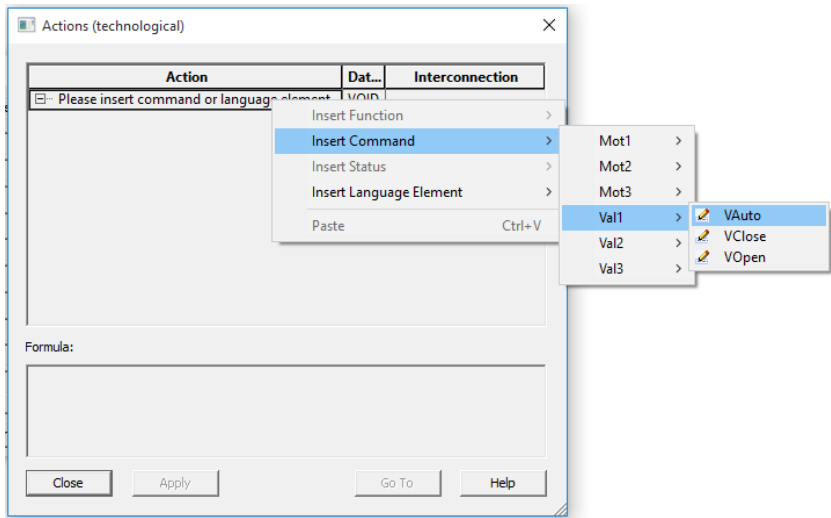 Actions (technological)
Action Dat... Interconnection
Please insert command or language element VOID
Insert Function
Insert Command
Insert Status
Insert Language Element
Paste Ctrl+V
Mot1
Mot2
Mot3
Val1
Val2
Val3
VAuto
VClose
VOpen
Formula:
Close Apply Go To Help